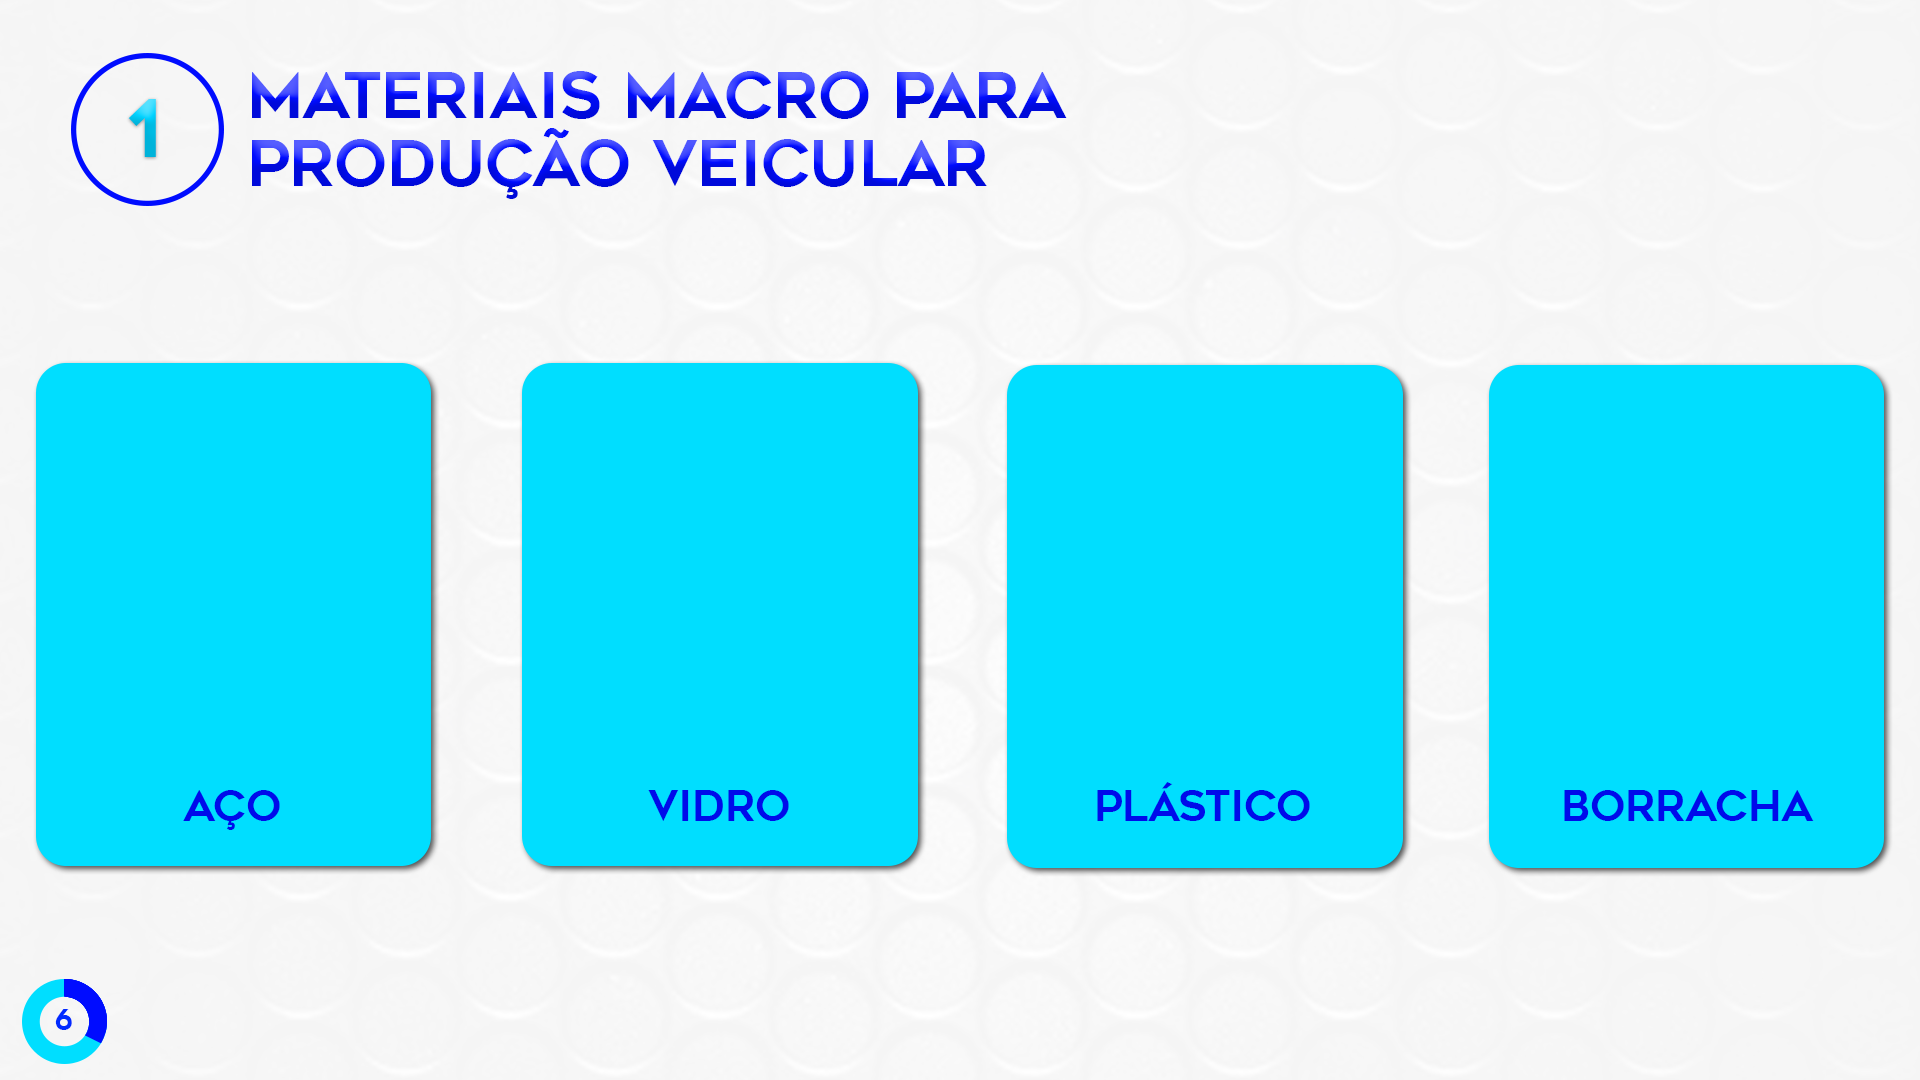 1
MATERIAIS MACRO PARA
PRODUÇÃO VEICULAR
AÇO
VIDRO
PLÁSTICO
BORRACHA
6